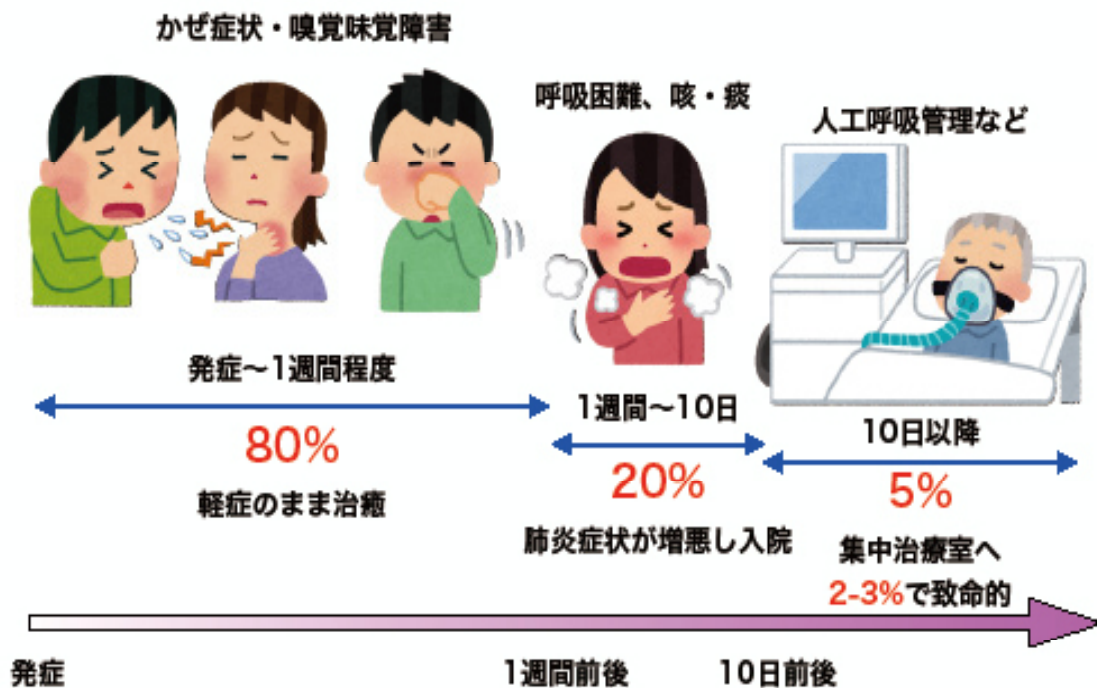 かぜ症状・嗅覚味覚障害
呼吸困難、咳・痰
人工呼吸管理など
発症～1週間程度
80%
軽症のまま治癒
1週間～10日
20%
肺炎症状が増悪し入院
10日以降
5%
集中治療室へ
2-3%で致命的
発症
1週間前後
10日前後